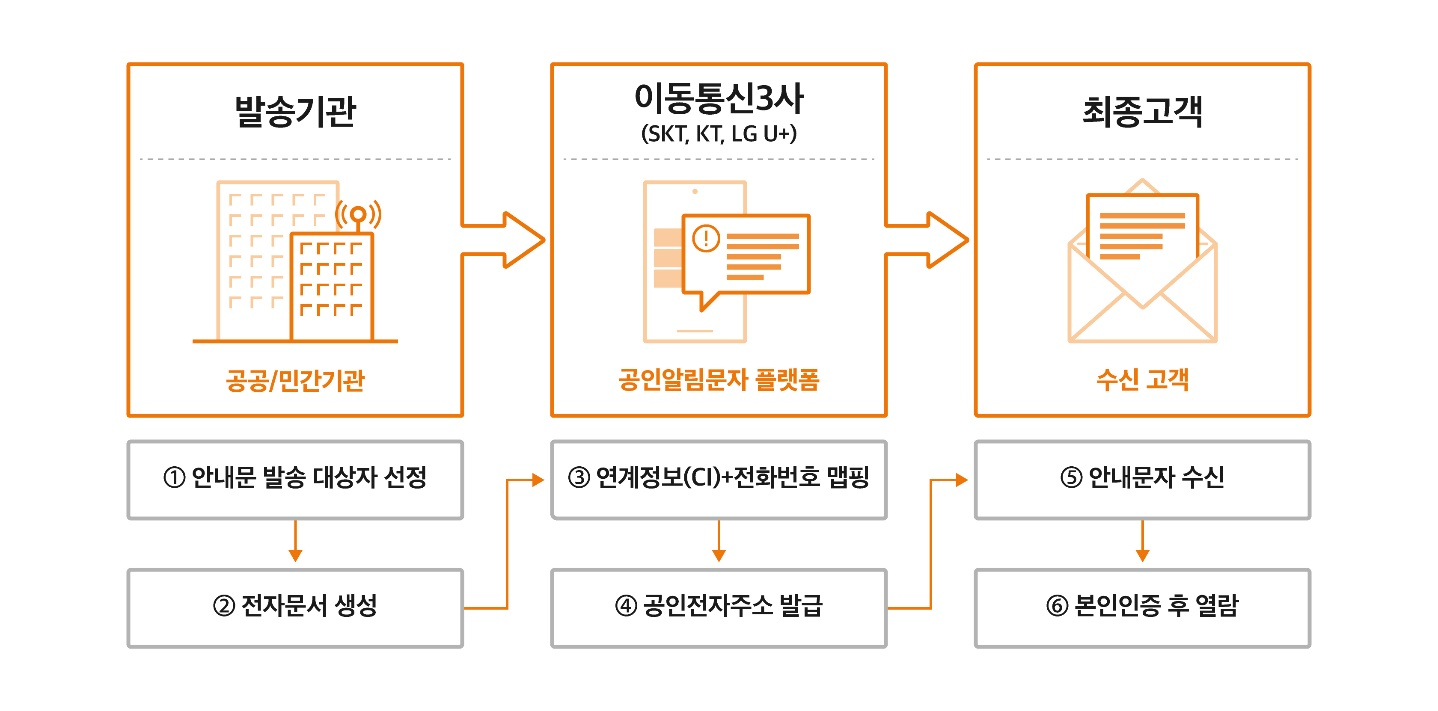 발송기관
공공/민간기관
이동통신3사
(SKT, KT, LG U+)
공인알림문자 플랫폼
최종고객
수신 고객
① 안내문 발송 대상자 선정
② 전자문서 생성
③ 연계정보(CI)+전화번호 맵핑
④ 공인전자주소 발급
⑤ 안내문자 수신
⑥ 본인인증 후 열람